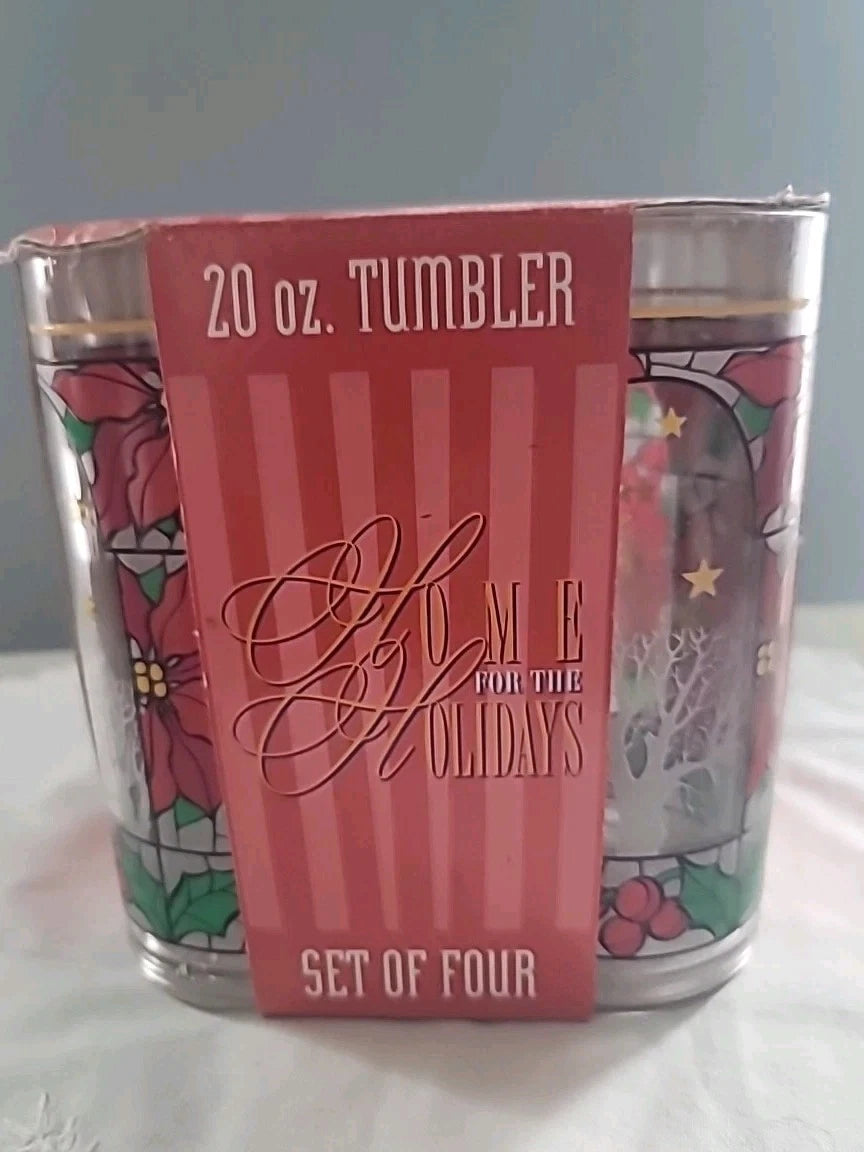 20 oz. TUMBLER
HOME
FOR THE
HOLIDAYS
SET OF FOUR